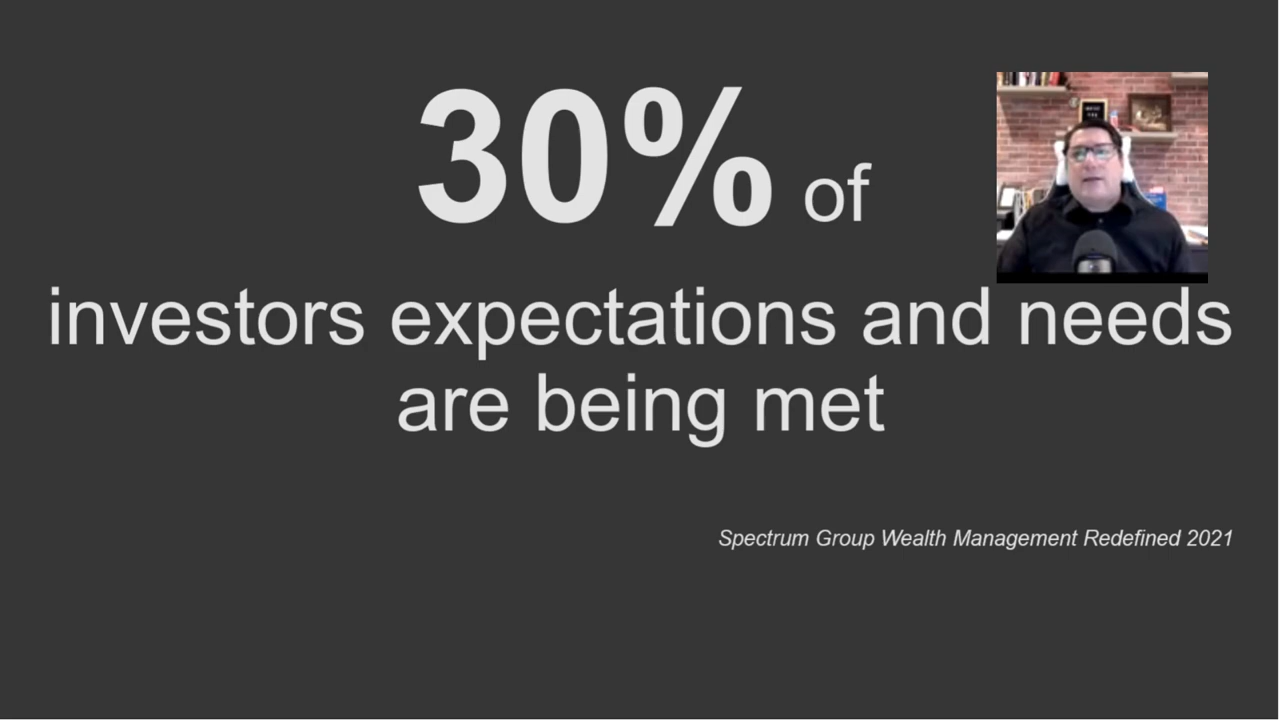 30% of
investors expectations and needs
are being met
Spectrum Group Wealth Management Redefined 2021